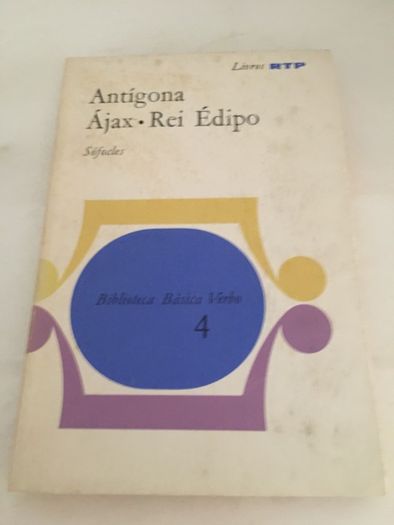 Livros RTP
Antígona
Ájax • Rei Édipo
Sófocles
Biblioteca Básica Verbo
4